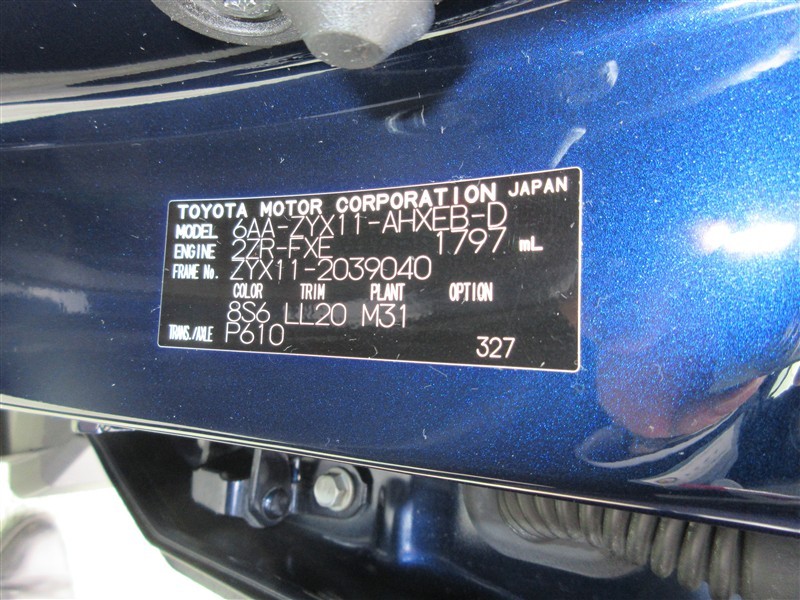 TOYOTA MOTOR CORPORATION JAPAN
MODEL 6AA-ZYX11-AHXEB-D
ENGINE 2ZR-FXE 1797 mL
FRAME No. ZYX11-2039040
COLOR TRIM PLANT OPTION
8S6 LL20 M31
TRANS./AXLE P610
327